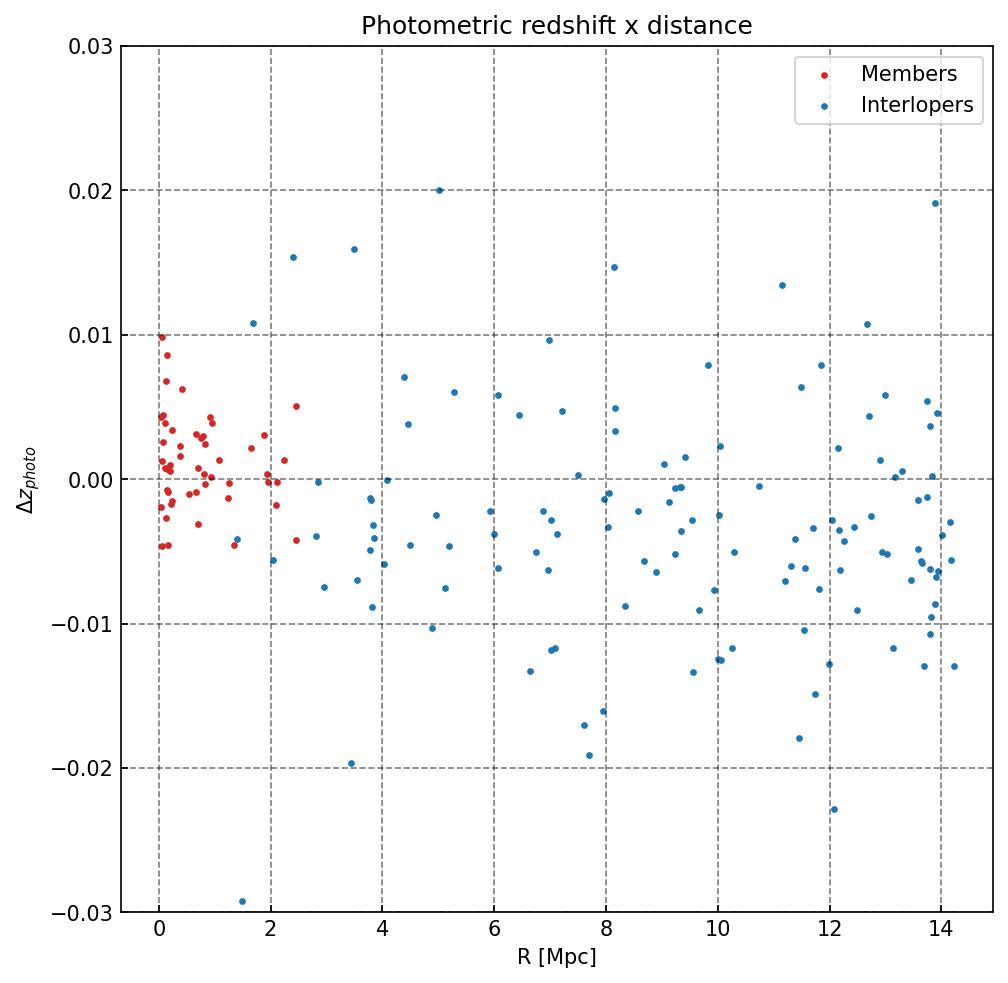 Photometric redshift x distance
0.03
0.02
0.01
0.00
−0.01
−0.02
−0.03
Δz_photo
Members
Interlopers
0 2 4 6 8 10 12 14
R [Mpc]